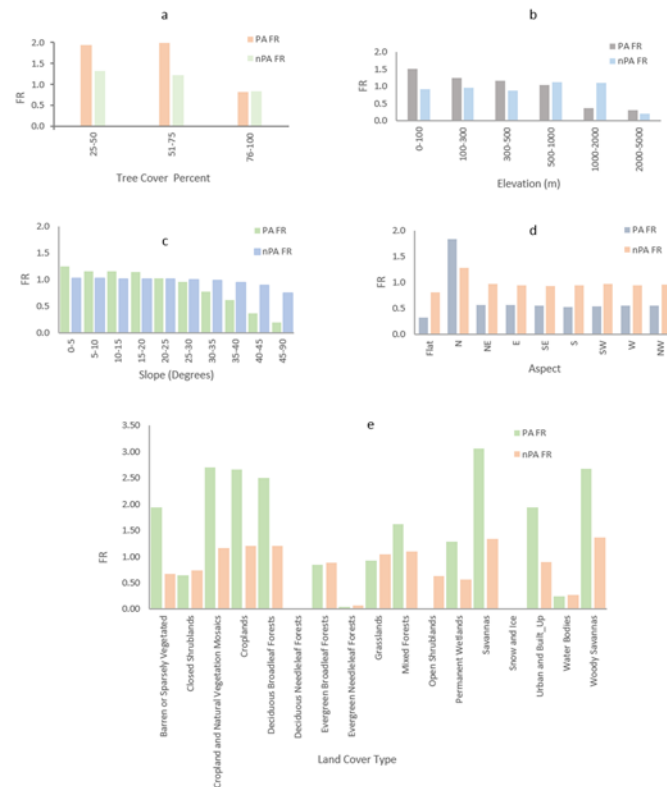 a
PA FR
nPA FR
2.0
1.5
1.0
0.5
0.0
FR
25-50
51-75
76-100
Tree Cover Percent
b
PA FR
nPA FR
2.0
1.5
1.0
0.5
0.0
FR
0-100
100-300
300-500
500-1000
1000-2000
2000-5000
Elevation (m)
c
PA FR
nPA FR
2.0
1.5
1.0
0.5
0.0
FR
0-5
5-10
10-15
15-20
20-25
25-30
30-35
35-40
40-45
45-90
Slope (Degrees)
d
PA FR
nPA FR
2.0
1.5
1.0
0.5
0.0
FR
Flat
N
NE
E
SE
S
SW
W
NW
Aspect
e
PA FR
nPA FR
3.50
3.00
2.50
2.00
1.50
1.00
0.50
0.00
FR
Barren or Sparsely Vegetated
Closed Shrublands
Cropland and Natural Vegetation Mosaics
Croplands
Deciduous Broadleaf Forests
Deciduous Needleleaf Forests
Evergreen Broadleaf Forests
Evergreen Needleleaf Forests
Grasslands
Mixed Forests
Open Shrublands
Permanent Wetlands
Savannas
Snow and Ice
Urban and Built_Up
Water Bodies
Woody Savannas
Land Cover Type